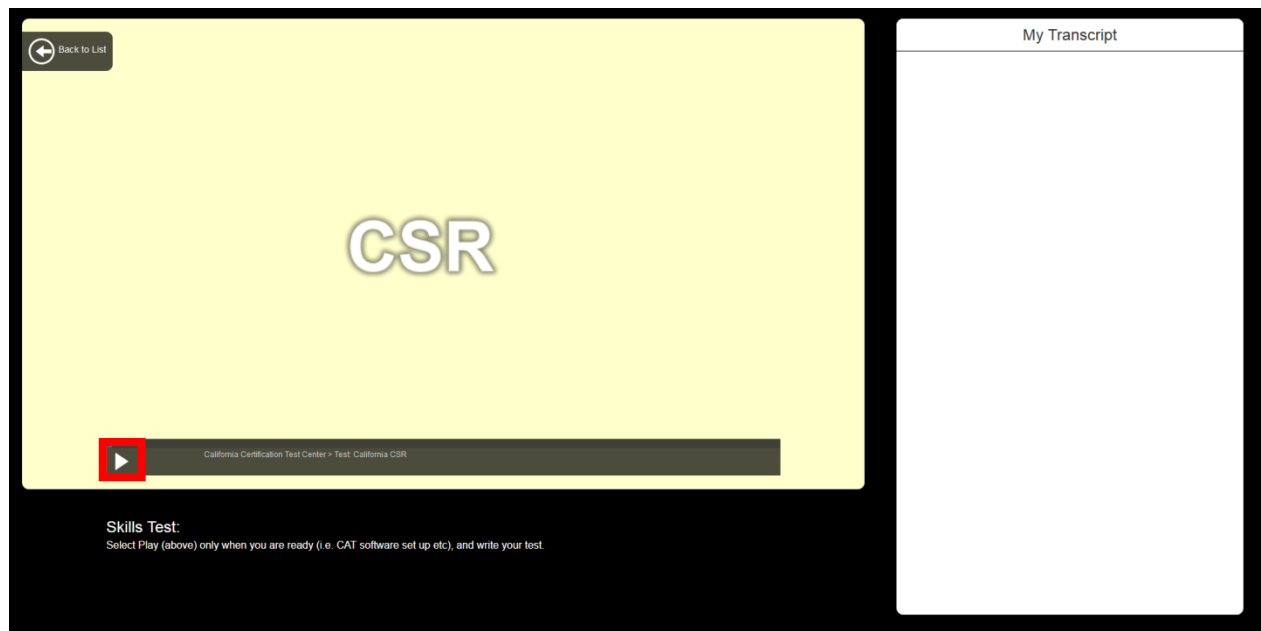 Back to List
CSR
California Certification Test Center > Test: California CSR
Skills Test:
Select Play (above) only when you are ready (i.e. CAT software set up etc), and write your test.
My Transcript